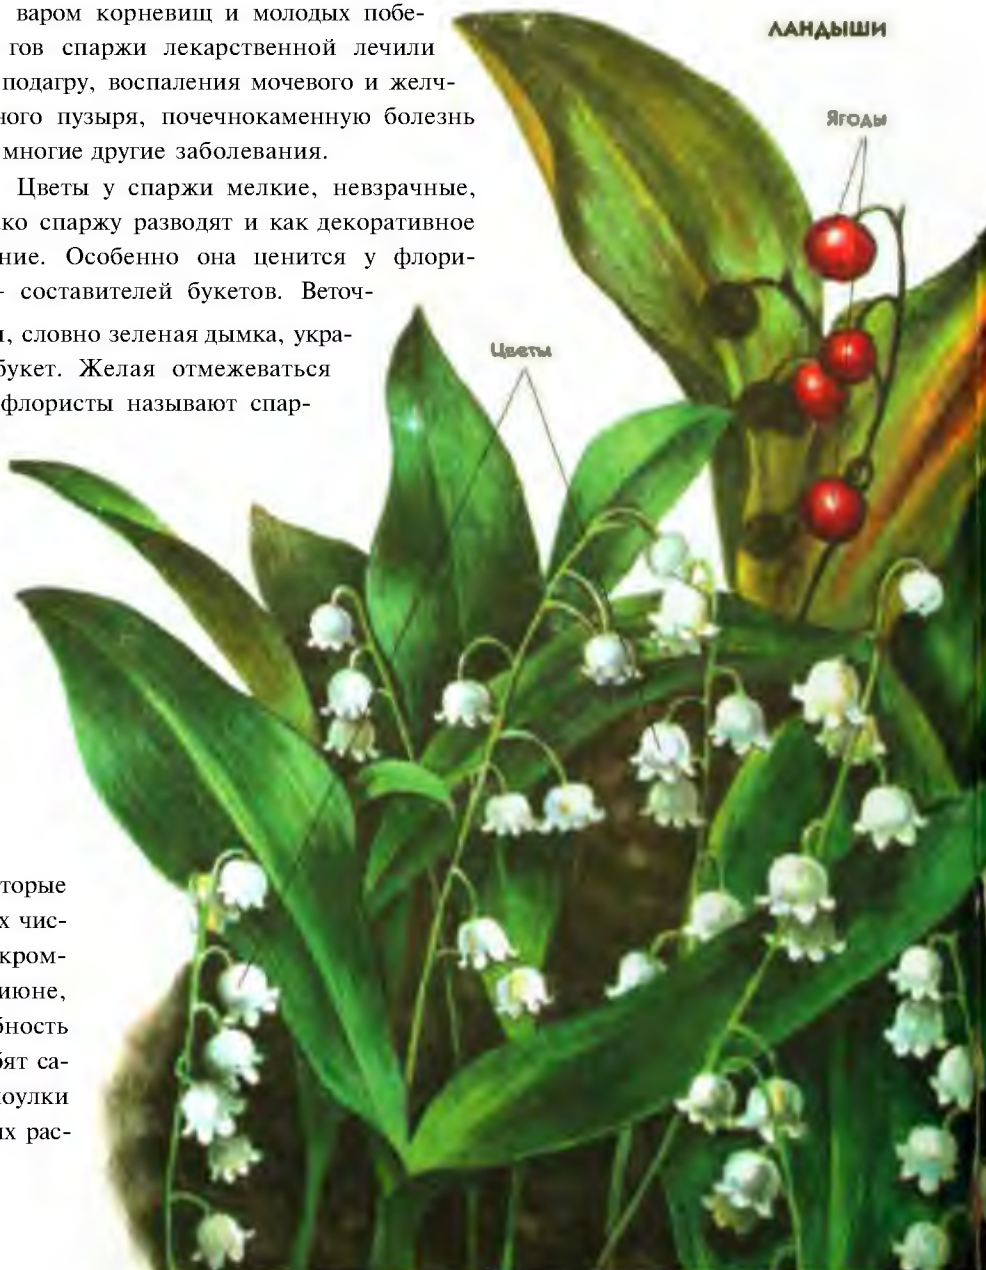 варом корневищ и молодых побе-
гов спаржи лекарственной лечили
подагру, воспаления мочевого и желч-
ного пузыря, почечнокаменную болезнь
многие другие заболевания.
Цветы у спаржи мелкие, невзрачные,
ко спаржу разводят и как декоративное
ние. Особенно она ценится у флори-
- составителей букетов. Веточ-
, словно зеленая дымка, укра-
букет. Желая отмежеваться
флористы называют спар-
ЛАНДЫШИ
Ягоды
Цветы
торые
х чис-
кром-
июне,
бность
бят са-
оулки
их рас-